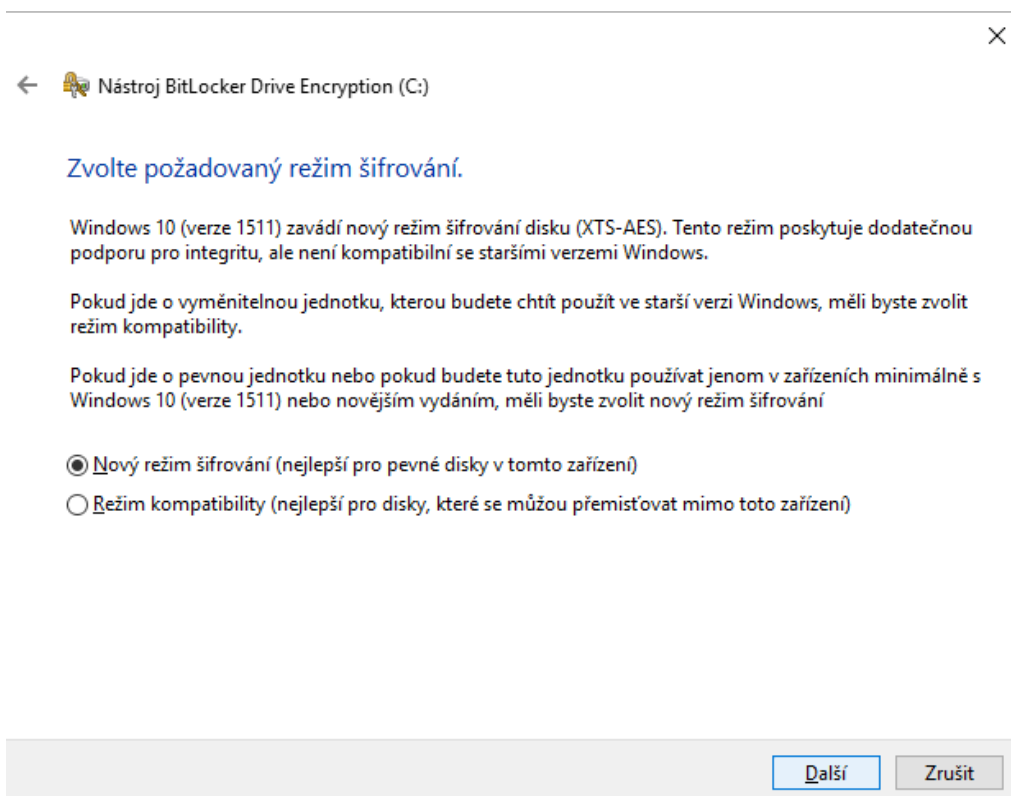 Nástroj BitLocker Drive Encryption (C:)
Zvolte požadovaný režim šifrování.
Windows 10 (verze 1511) zavádí nový režim šifrování disku (XTS-AES). Tento režim poskytuje dodatečnou
podporu pro integritu, ale není kompatibilní se staršími verzemi Windows.
Pokud jde o vyměnitelnou jednotku, kterou budete chtít použít ve starší verzi Windows, měli byste zvolit
režim kompatibility.
Pokud jde o pevnou jednotku nebo pokud budete tuto jednotku používat jenom v zařízeních minimálně s
Windows 10 (verze 1511) nebo novějším vydáním, měli byste zvolit nový režim šifrování
Nový režim šifrování (nejlepší pro pevné disky v tomto zařízení)
Režim kompatibility (nejlepší pro disky, které se můžou přemisťovat mimo toto zařízení)
Další Zrušit